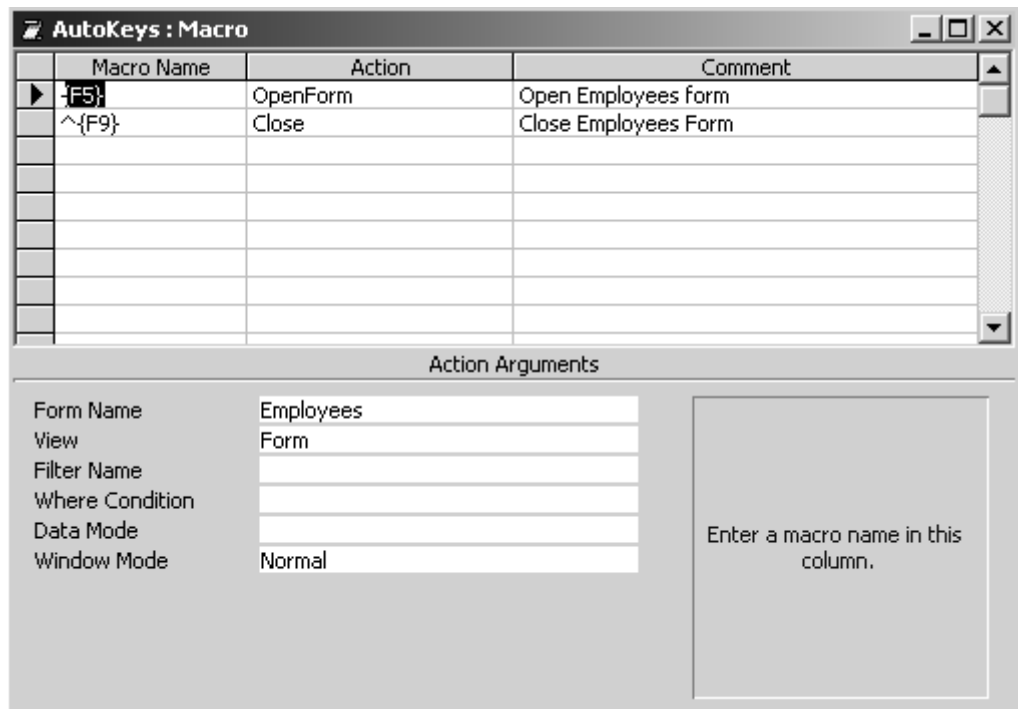 AutoKeys : Macro
Macro Name Action Comment
{F5} OpenForm Open Employees form
^{F9} Close Close Employees Form
Action Arguments
Form Name Employees
View Form
Filter Name
Where Condition
Data Mode
Window Mode Normal
Enter a macro name in this
column.